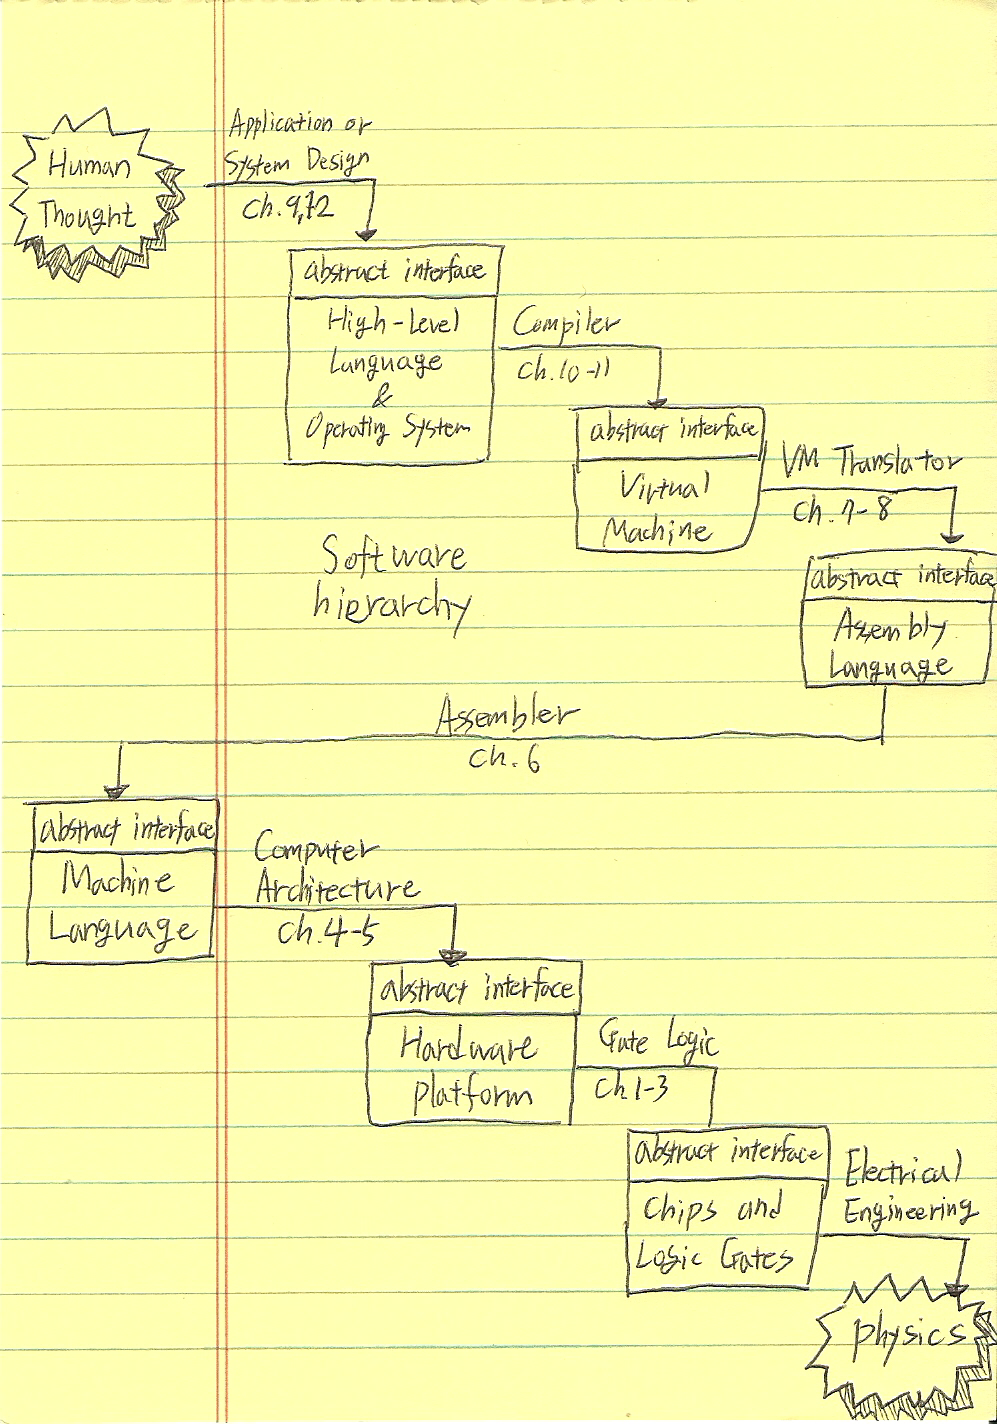 Human
Thought
Application or
System Design
Ch. 9,12
abstract interface
High-Level
Language
&
Operating System
Compiler
Ch. 10-11
abstract interface
Virtual
Machine
VM Translator
Ch. 7-8
abstract interface
Assembly
Language
Software
hierarchy
Assembler
Ch. 6
abstract interface
Machine
Language
Computer
Architecture
Ch. 4-5
abstract interface
Hardware
platform
Gate Logic
Ch 1-3
abstract interface
Chips and
Logic Gates
Electrical
Engineering
physics